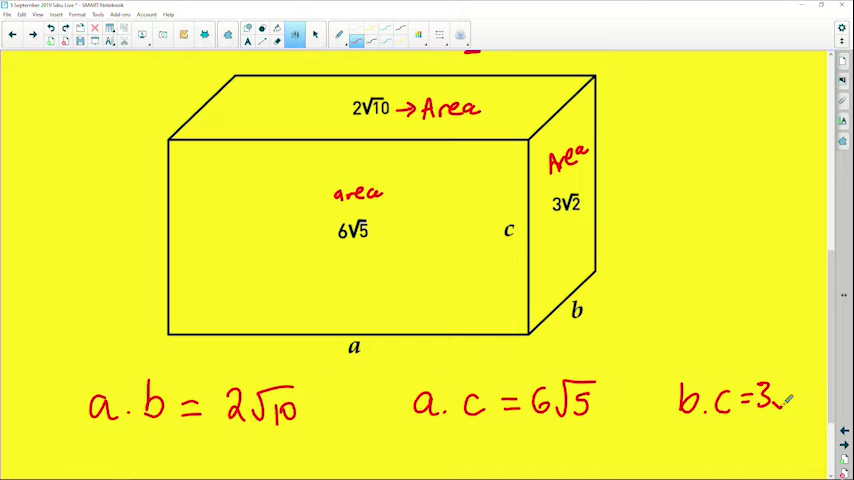 5 September 2019 Sibu Live * - SMART Notebook
File Edit View Insert Format Tools Add-ons Account Help
2√10 → Area
Area
area
3√2
6√5
c
b
a
a . b = 2√10 a . c = 6√5 b . c = 3√